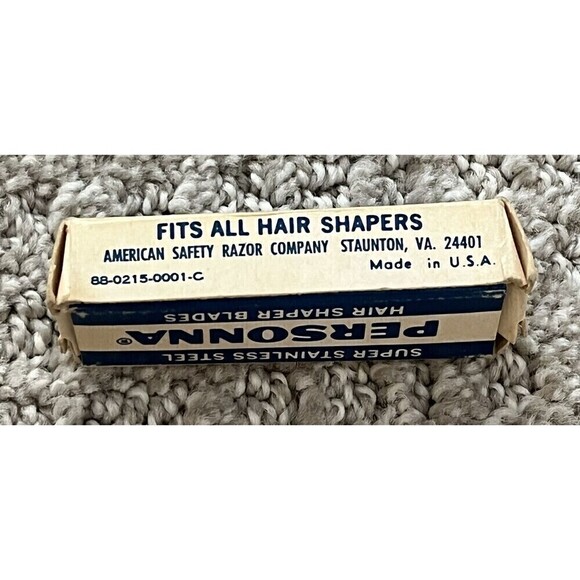 FITS ALL HAIR SHAPERS
AMERICAN SAFETY RAZOR COMPANY STAUNTON, VA. 24401
88-0215-0001-C
Made in U.S.A.
SUPER STAINLESS STEEL
PERSONNA®
HAIR SHAPER BLADES